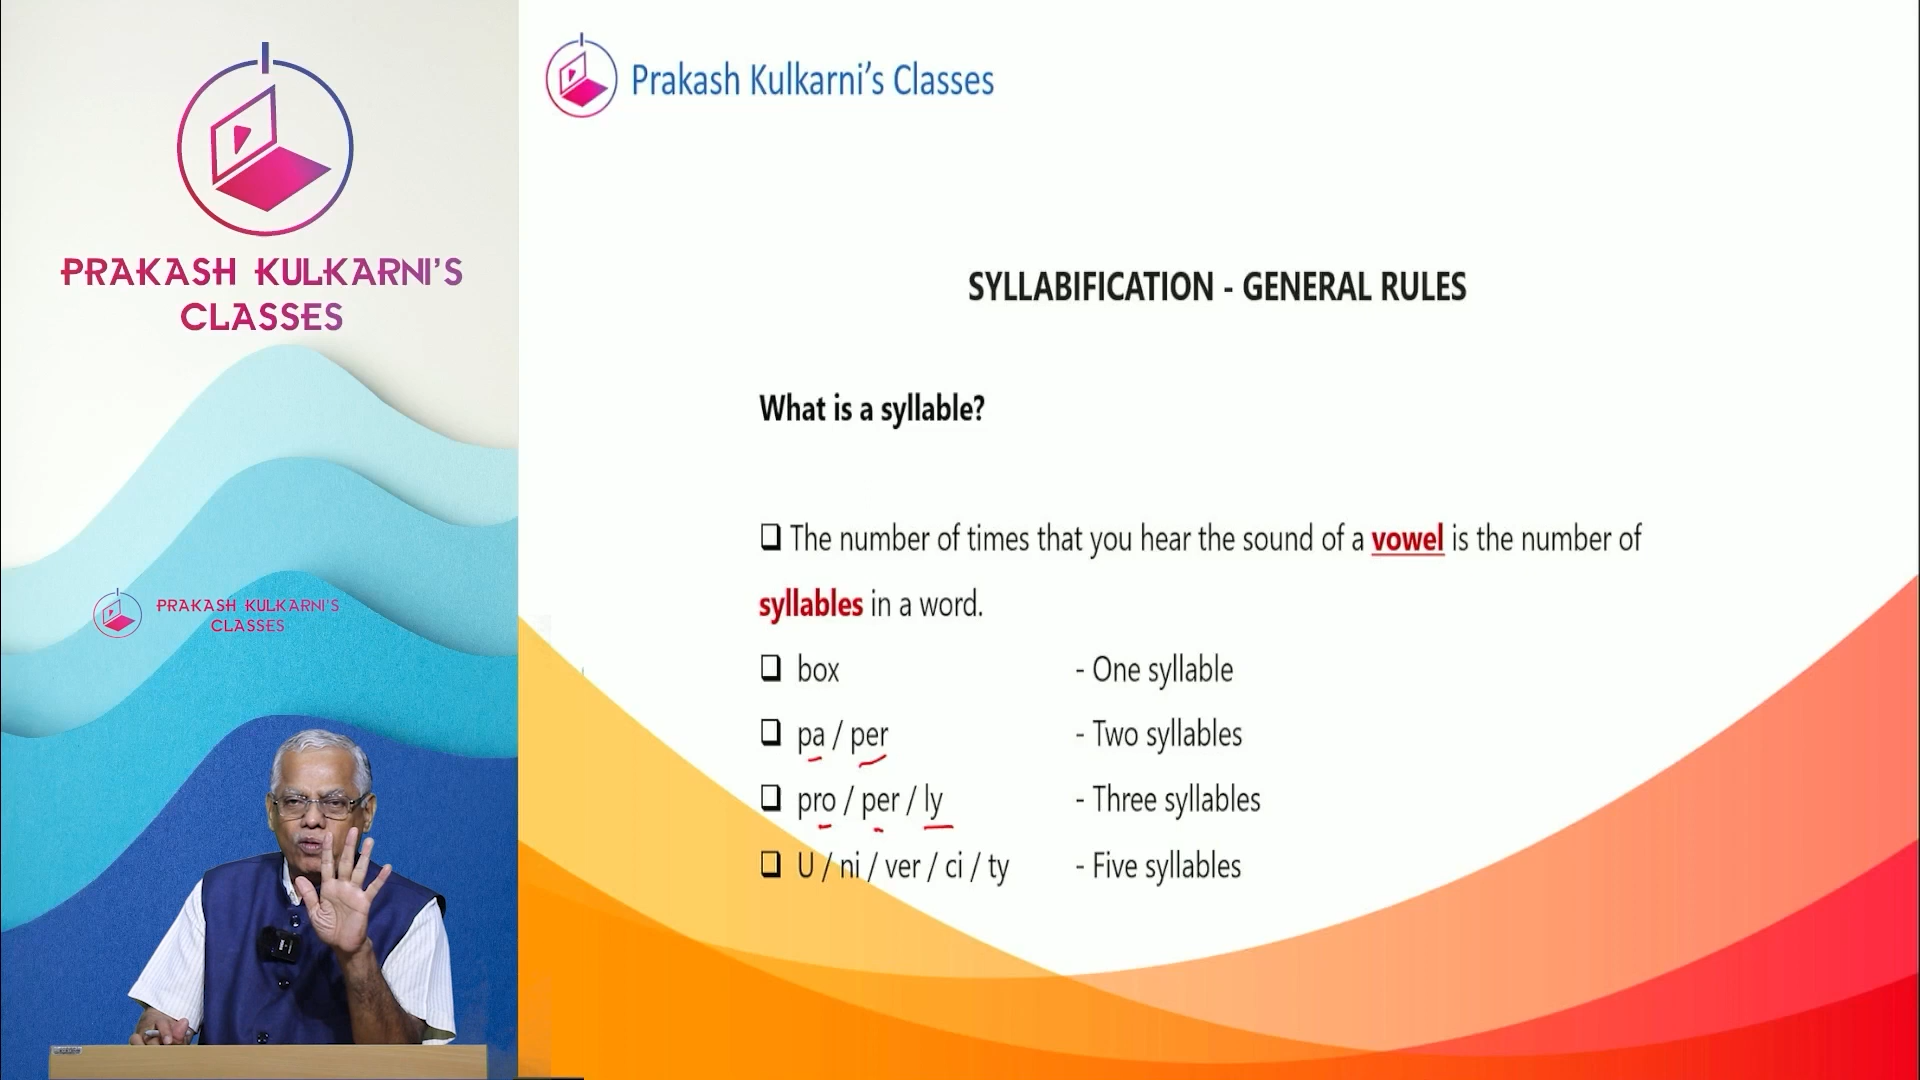 PRAKASH KULKARNI'S
CLASSES
PRAKASH KULKARNI'S
CLASSES
Prakash Kulkarni's Classes
SYLLABIFICATION - GENERAL RULES
What is a syllable?
❑ The number of times that you hear the sound of a vowel is the number of
syllables in a word.
❑ box - One syllable
❑ pa / per - Two syllables
❑ pro / per / ly - Three syllables
❑ U / ni / ver / ci / ty - Five syllables